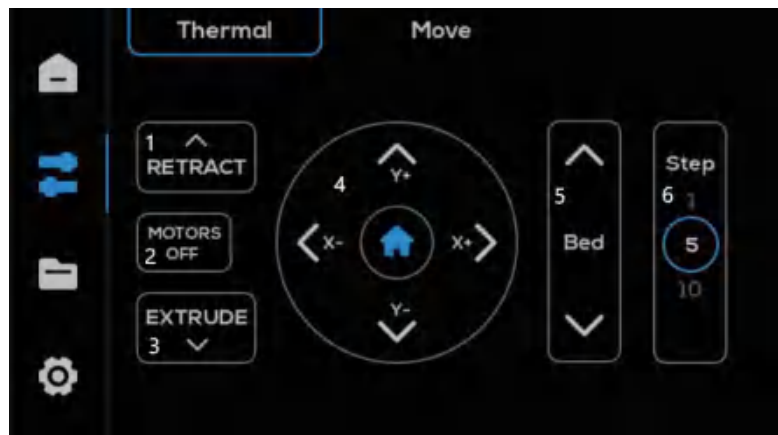 Thermal Move
1
RETRACT
MOTORS
2 OFF
EXTRUDE
3
4
Y+
X- X+
Y-
5
Bed
Step
6 1
5
10